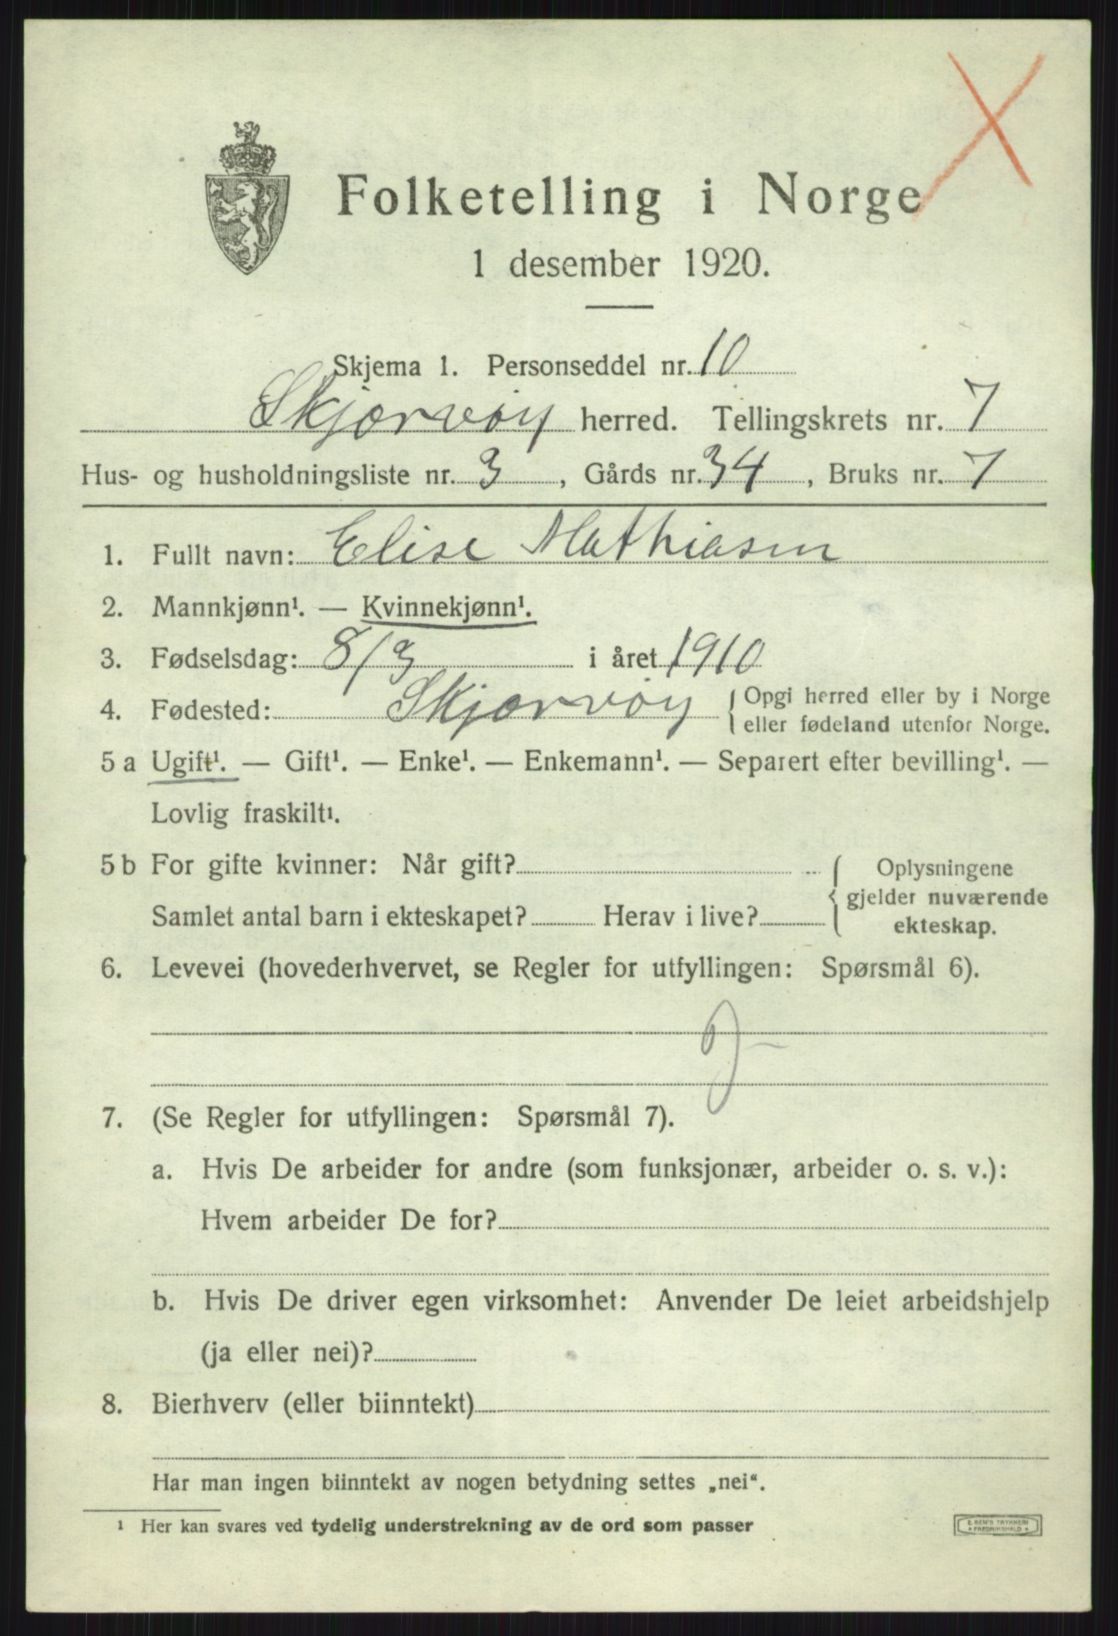 Folketelling i Norge
1 desember 1920.
Skjema 1. Personseddel nr. 10
Skjærvøy herred. Tellingskrets nr. 7
Hus- og husholdningsliste nr. 3, Gårds nr. 34, Bruks nr. 7
1. Fullt navn: Elise Mathiasen
2. Mannkjønn¹. — Kvinnekjønn¹.
3. Fødselsdag: 8/3 i året 1910
4. Fødested: Skjærvøy { Opgi herred eller by i Norge
eller fødeland utenfor Norge.
5 a Ugift¹. — Gift¹. — Enke¹. — Enkemann¹. — Separert efter bevilling¹. —
Lovlig fraskilt¹.
5 b For gifte kvinner: Når gift?
Samlet antal barn i ekteskapet? Herav i live?
{ Oplysningene
gjelder nuværende
ekteskap.
6. Levevei (hovederhvervet, se Regler for utfyllingen: Spørsmål 6).
7. (Se Regler for utfyllingen: Spørsmål 7).
a. Hvis De arbeider for andre (som funksjonær, arbeider o. s. v.):
Hvem arbeider De for?
b. Hvis De driver egen virksomhet: Anvender De leiet arbeidshjelp
(ja eller nei)?
8. Bierhverv (eller biinntekt)
Har man ingen biinntekt av nogen betydning settes „nei“.
¹ Her kan svares ved tydelig understrekning av de ord som passer